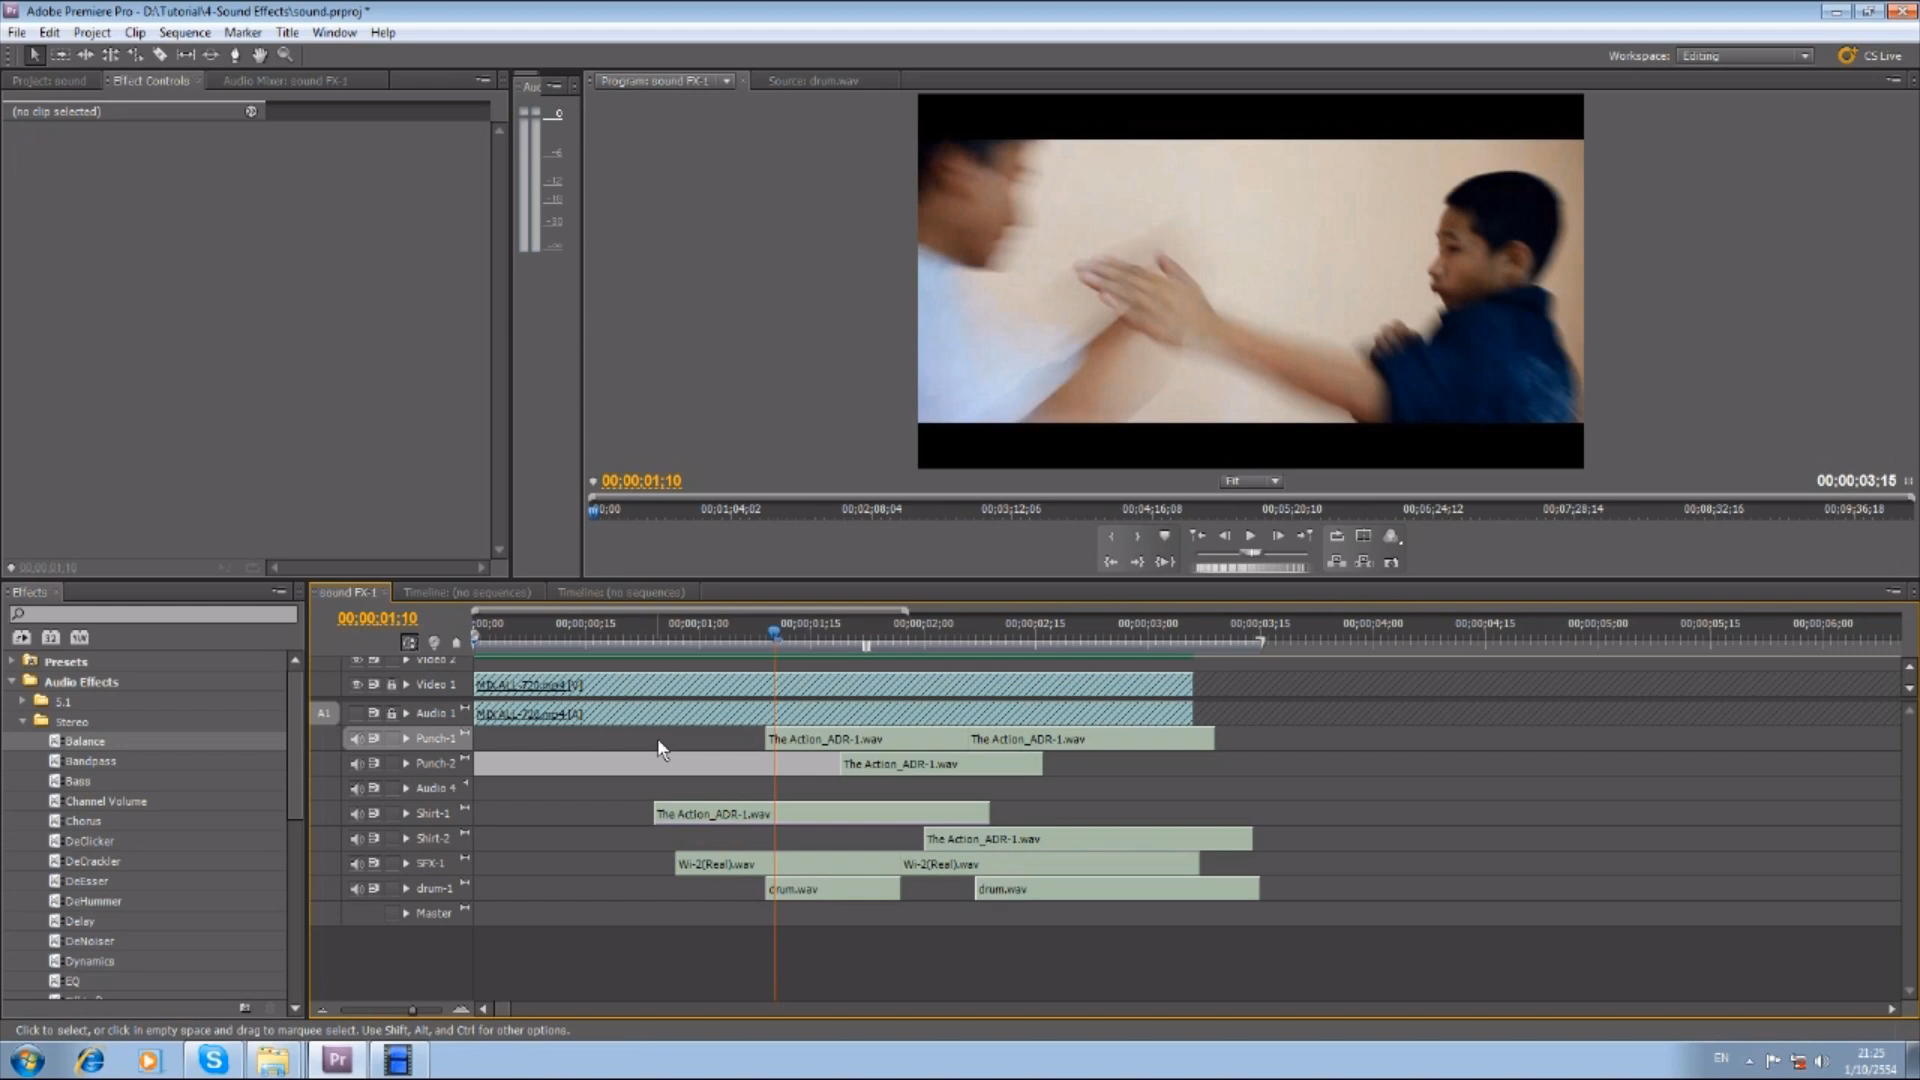 Adobe Premiere Pro - D:\Tutorial\4-Sound Effects\sound.prproj *
File Edit Project Clip Sequence Marker Title Window Help
Workspace: Editing CS Live
Project: sound Effect Controls Audio Mixer: sound FX-1
Program: sound FX-1 Source: drum.wav
(no clip selected)
0
-6
-12
-18
-30
00;00;01;10 Fit 00;00;03;15
00;01;04;02 00;02;08;04 00;03;12;06 00;04;16;08 00;05;20;10 00;06;24;12 00;07;28;14 00;08;32;16 00;09;36;18
00;00;01;10
Effects
sound FX-1 Timeline: (no sequences) Timeline: (no sequences)
00;00;01;10
;00;00 00;00;00;15 00;00;01;00 00;00;01;15 00;00;02;00 00;00;02;15 00;00;03;00 00;00;03;15 00;00;04;00 00;00;04;15 00;00;05;00 00;00;05;15 00;00;06;00
Presets
Audio Effects
5.1
Stereo
Balance
Bandpass
Bass
Channel Volume
Chorus
DeClicker
DeCrackler
DeEsser
DeHummer
Delay
DeNoiser
Dynamics
EQ
Video 2
Video 1 MIX ALL-720.mp4 [V]
A1 Audio 1 MIX ALL-720.mp4 [A]
Punch-1 The Action_ADR-1.wav The Action_ADR-1.wav
Punch-2 The Action_ADR-1.wav
Audio 4
Shirt-1 The Action_ADR-1.wav
Shirt-2 The Action_ADR-1.wav
SFX-1 Wi-2(Real).wav Wi-2(Real).wav
drum-1 drum.wav drum.wav
Master
Click to select, or click in empty space and drag to marquee select. Use Shift, Alt, and Ctrl for other options.
Pr
EN
21:25
1/10/2554